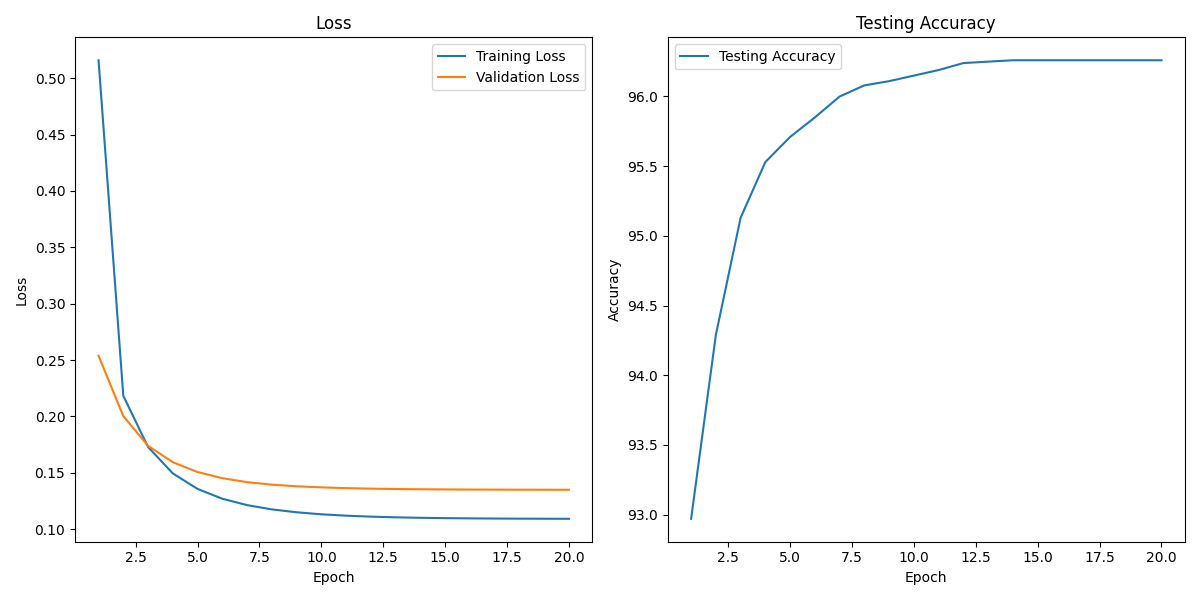 Loss
Training Loss
Validation Loss
0.50
0.45
0.40
0.35
0.30
0.25
0.20
0.15
0.10
Loss
2.5 5.0 7.5 10.0 12.5 15.0 17.5 20.0
Epoch
Testing Accuracy
Testing Accuracy
96.0
95.5
95.0
94.5
94.0
93.5
93.0
Accuracy
2.5 5.0 7.5 10.0 12.5 15.0 17.5 20.0
Epoch